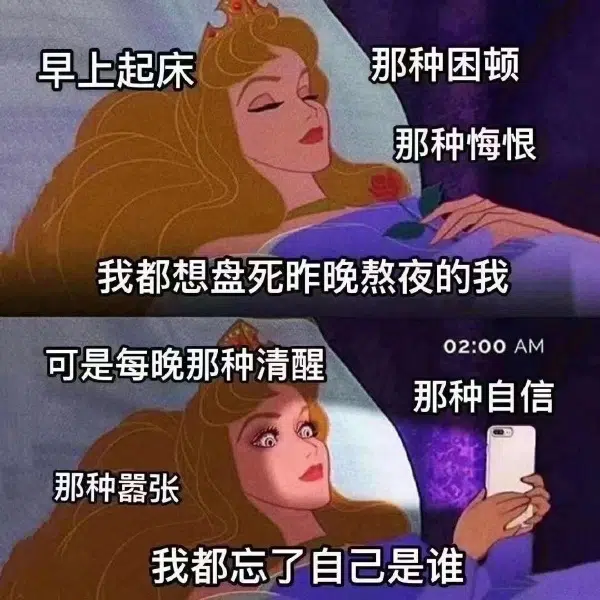 早上起床
那种困顿
那种悔恨
我都想盘死昨晚熬夜的我
02:00 AM
可是每晚那种清醒
那种自信
那种嚣张
我都忘了自己是谁